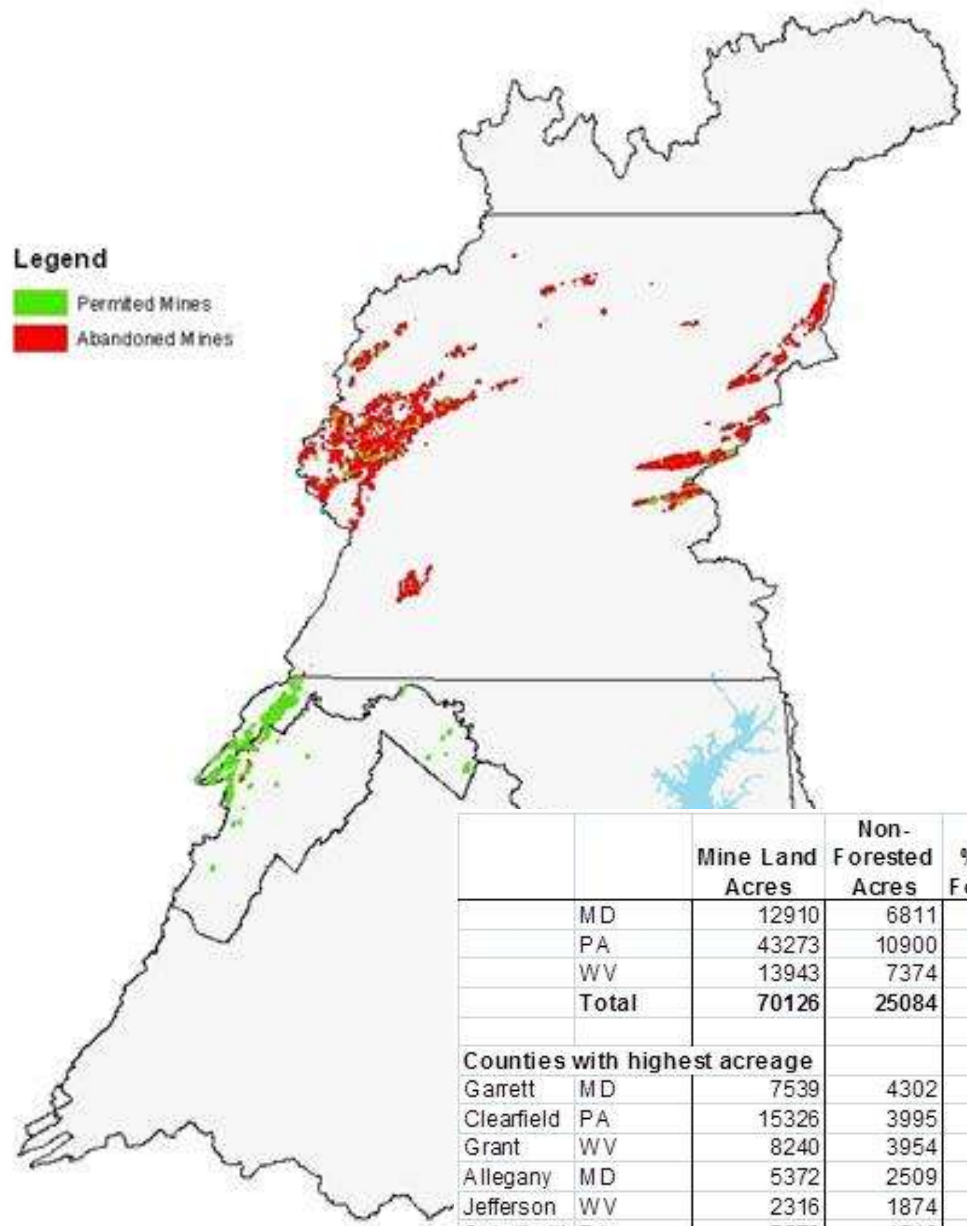 Legend
Permited Mines
Abandoned Mines
Mine Land Acres Non-Forested Acres %
MD 12910 6811
PA 43273 10900
WV 13943 7374
Total 70126 25084
Counties with highest acreage
Garrett MD 7539 4302
Clearfield PA 15326 3995
Grant WV 8240 3954
Allegany MD 5372 2509
Jefferson WV 2316 1874